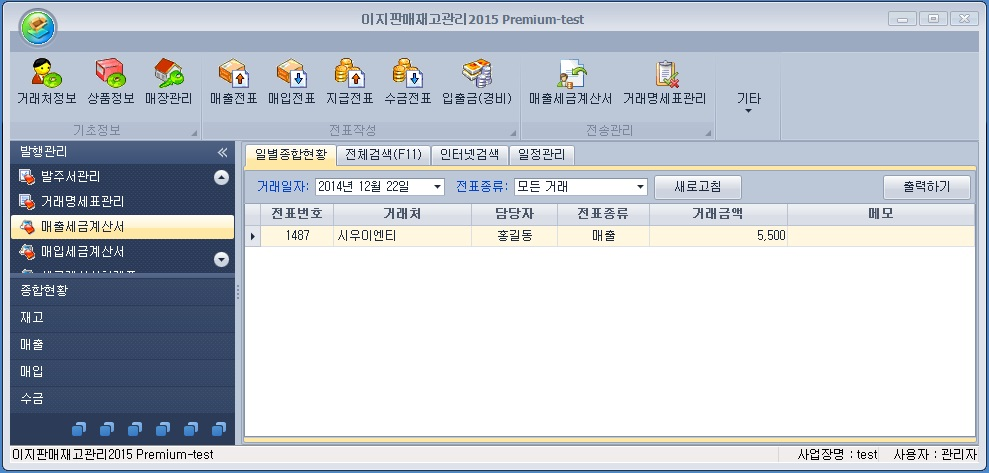 이지판매재고관리2015 Premium-test
거래처정보 상품정보 매장관리 매출전표 매입전표 지급전표 수금전표 입출금(경비) 매출세금계산서 거래명세표관리 기타
기초정보 전표작성 전송관리
발행관리
발주서관리
거래명세표관리
매출세금계산서
매입세금계산서
종합현황
재고
매출
매입
수금
일별종합현황 전체검색(F11) 인터넷검색 일정관리
거래일자: 2014년 12월 22일 전표종류: 모든 거래 새로고침 출력하기
전표번호 거래처 담당자 전표종류 거래금액 메모
1487 시우이엔티 홍길동 매출 5,500
이지판매재고관리2015 Premium-test 사업장명 : test 사용자 : 관리자